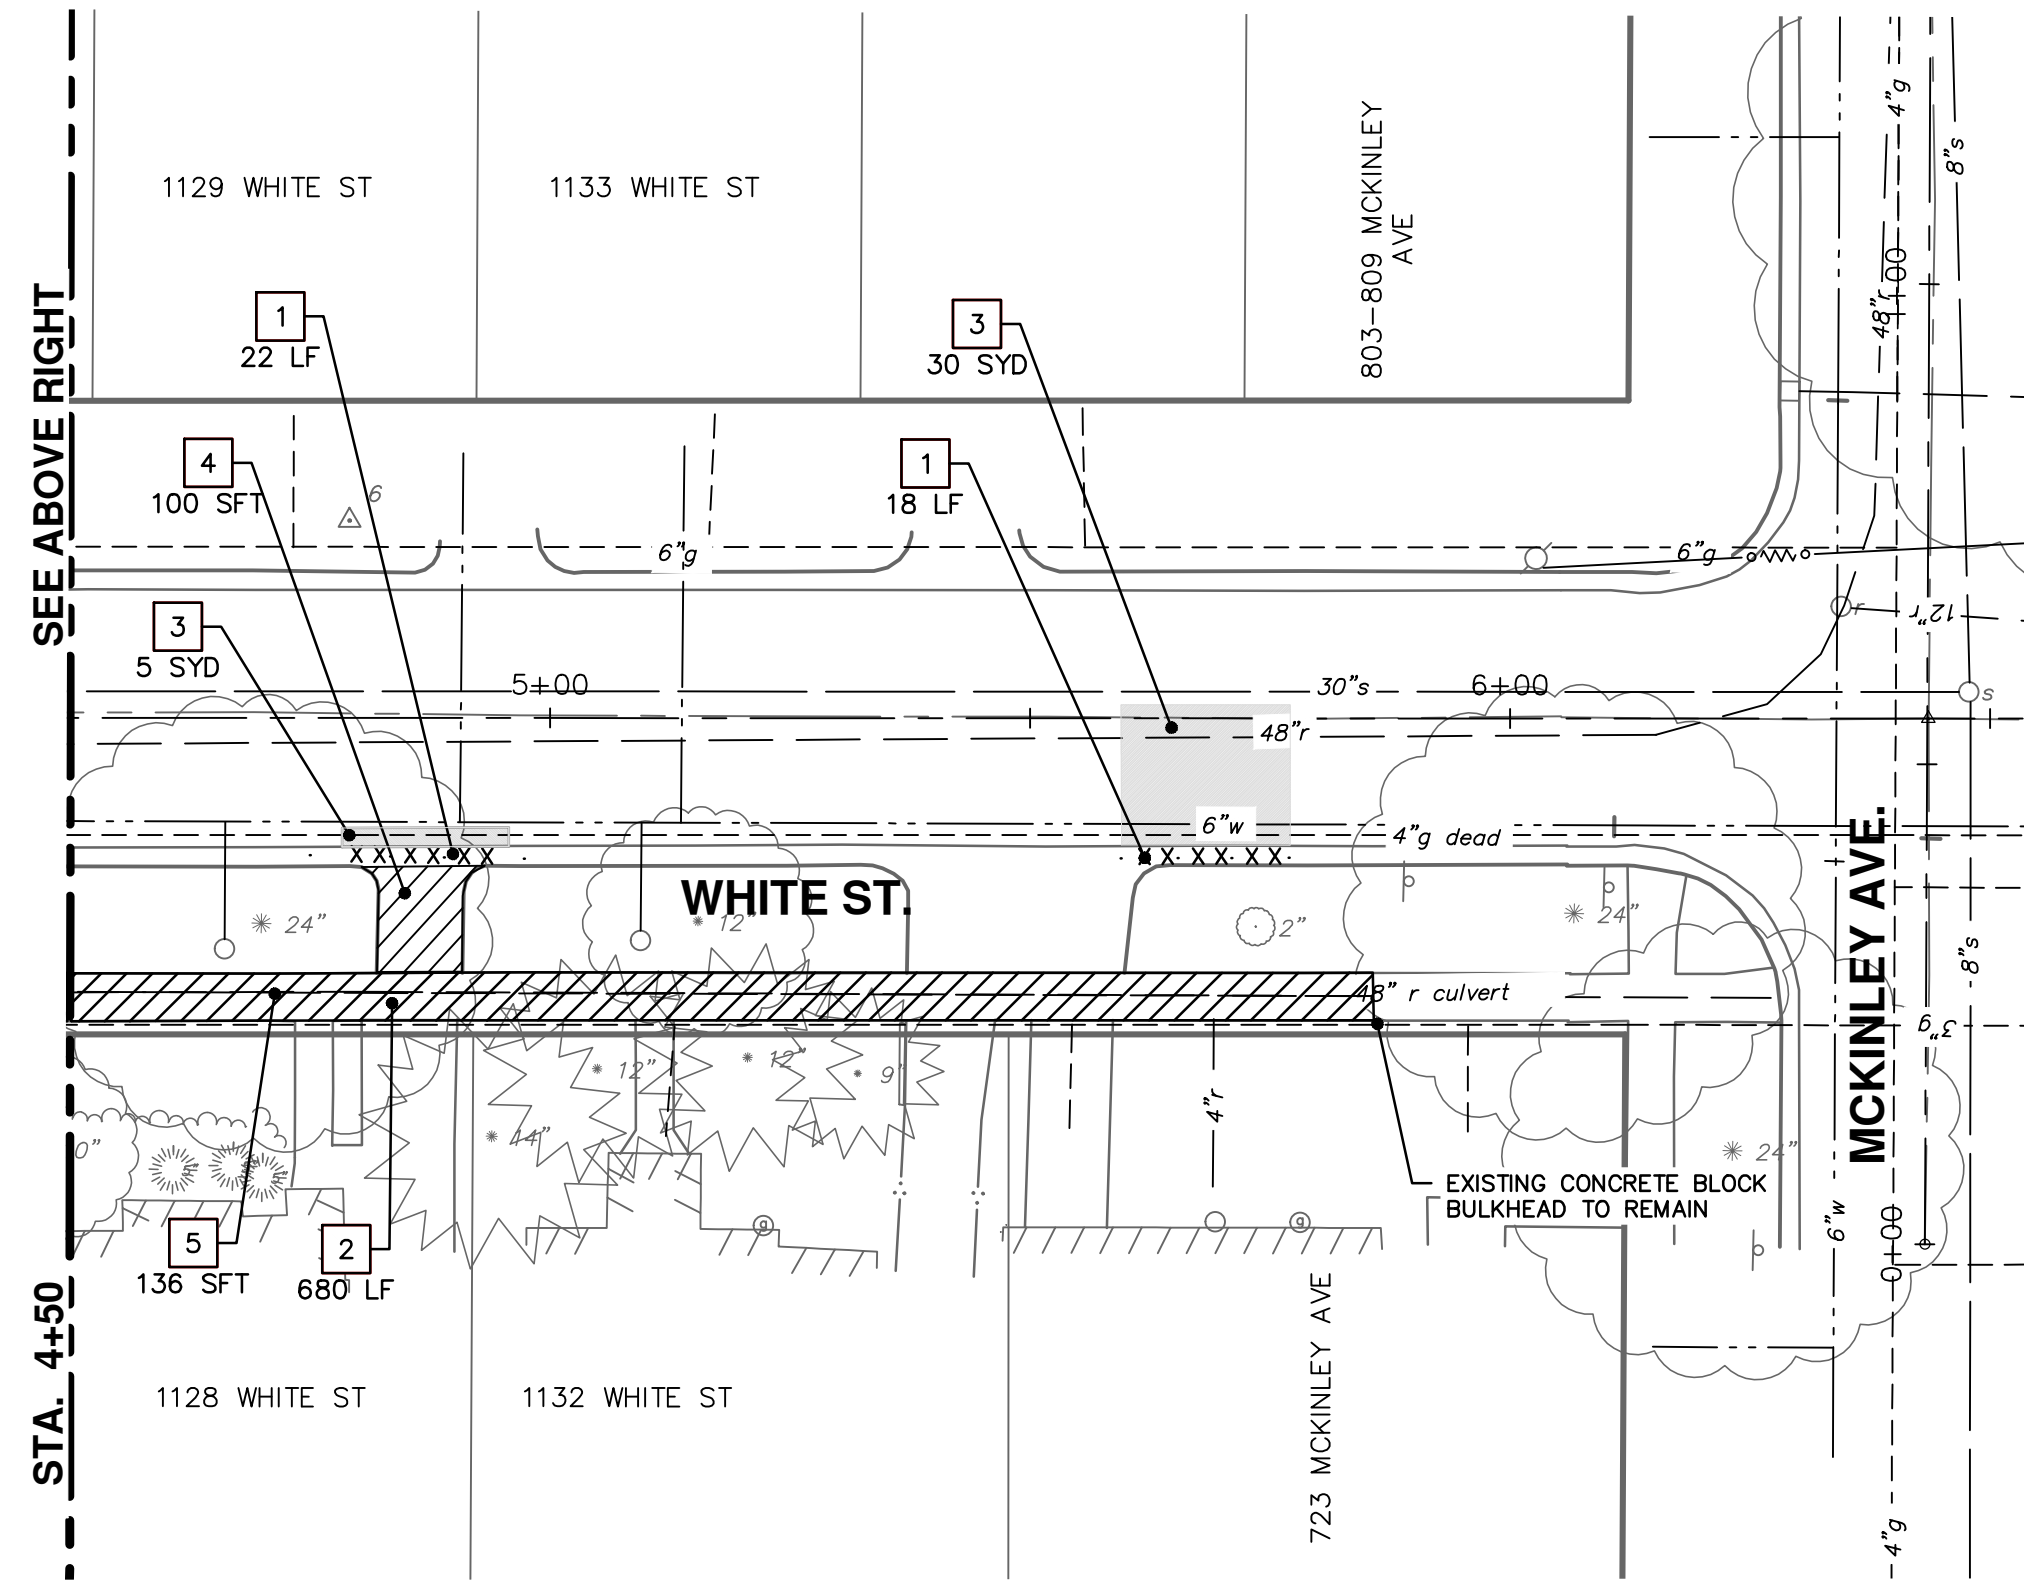 4"g
8"s
803-809 MCKINLEY
AVE
1129 WHITE ST
1133 WHITE ST
1+00
48"r
SEE ABOVE RIGHT
1
22 LF
3
30 SYD
4
100 SFT
6
1
18 LF
6"g
6"g
r
12"r
3
5 SYD
5+00
30"s
6+00
s
48"r
6"w
4"g dead
WHITE ST.
24"
12"
2"
24"
MCKINLEY AVE.
8"s
48" r culvert
3"g
12"
12"
9"
14"
4"r
24"
0"
EXISTING CONCRETE BLOCK
BULKHEAD TO REMAIN
5
136 SFT
2
680 LF
g
g
6"w
0+00
STA. 4+50
1128 WHITE ST
1132 WHITE ST
723 MCKINLEY AVE
4"g